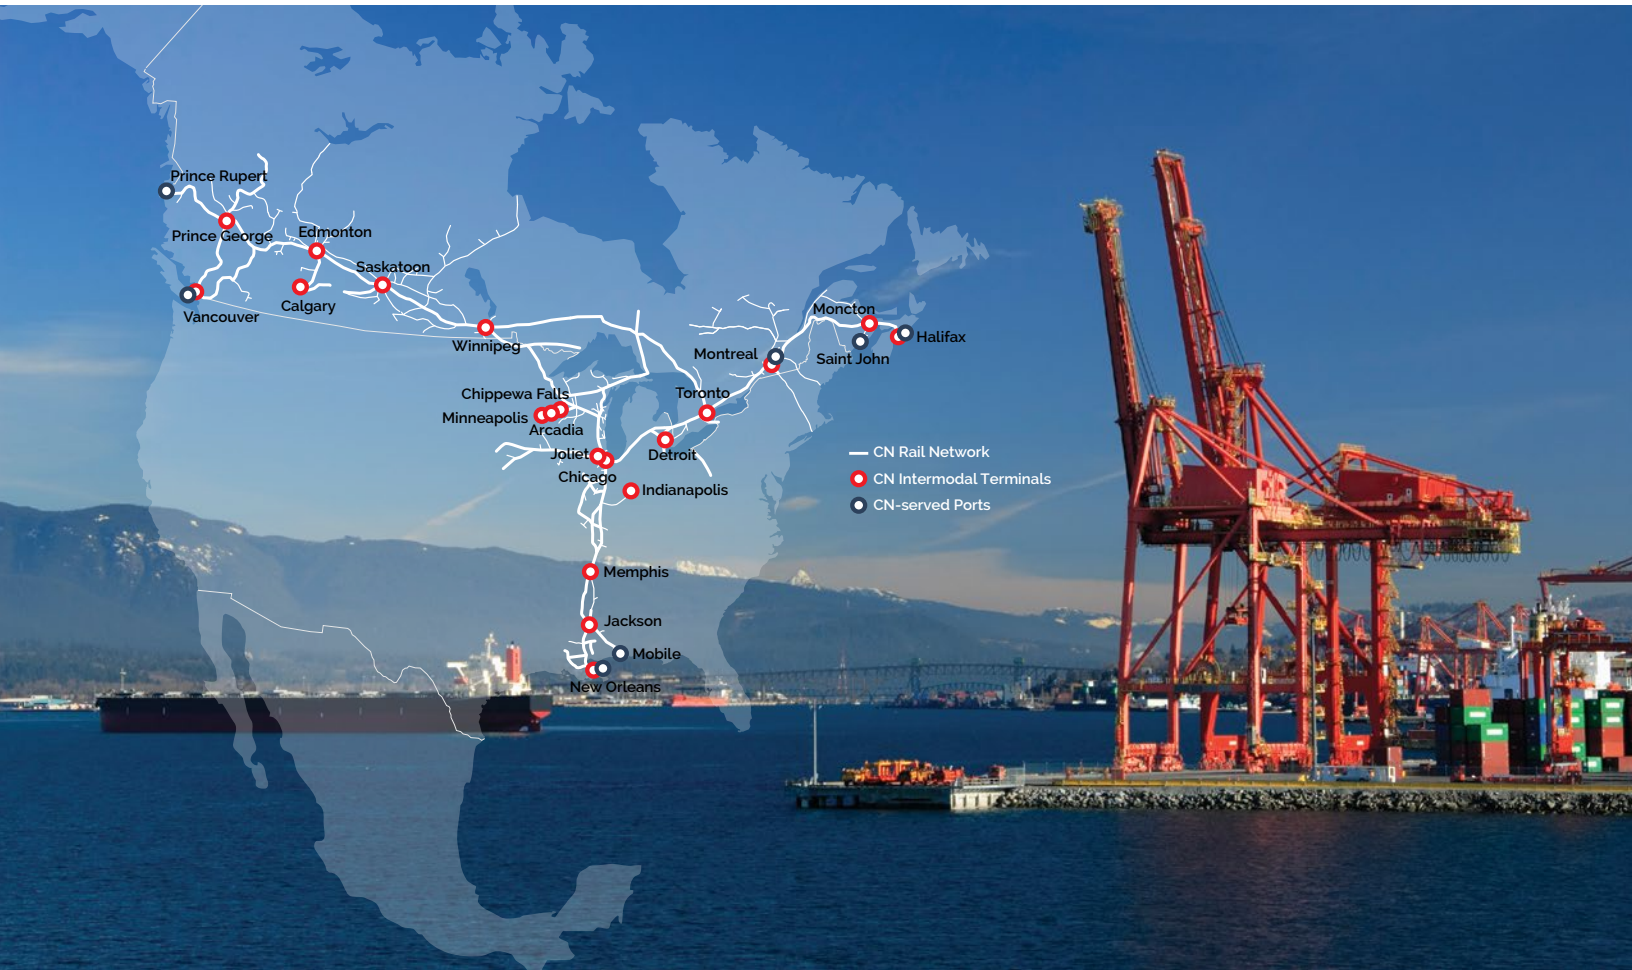 Prince Rupert
Prince George
Edmonton
Saskatoon
Calgary
Vancouver
Winnipeg
Moncton
Halifax
Saint John
Montreal
Toronto
Chippewa Falls
Minneapolis
Arcadia
Joliet
Detroit
Chicago
Indianapolis
CN Rail Network
CN Intermodal Terminals
CN-served Ports
Memphis
Jackson
Mobile
New Orleans